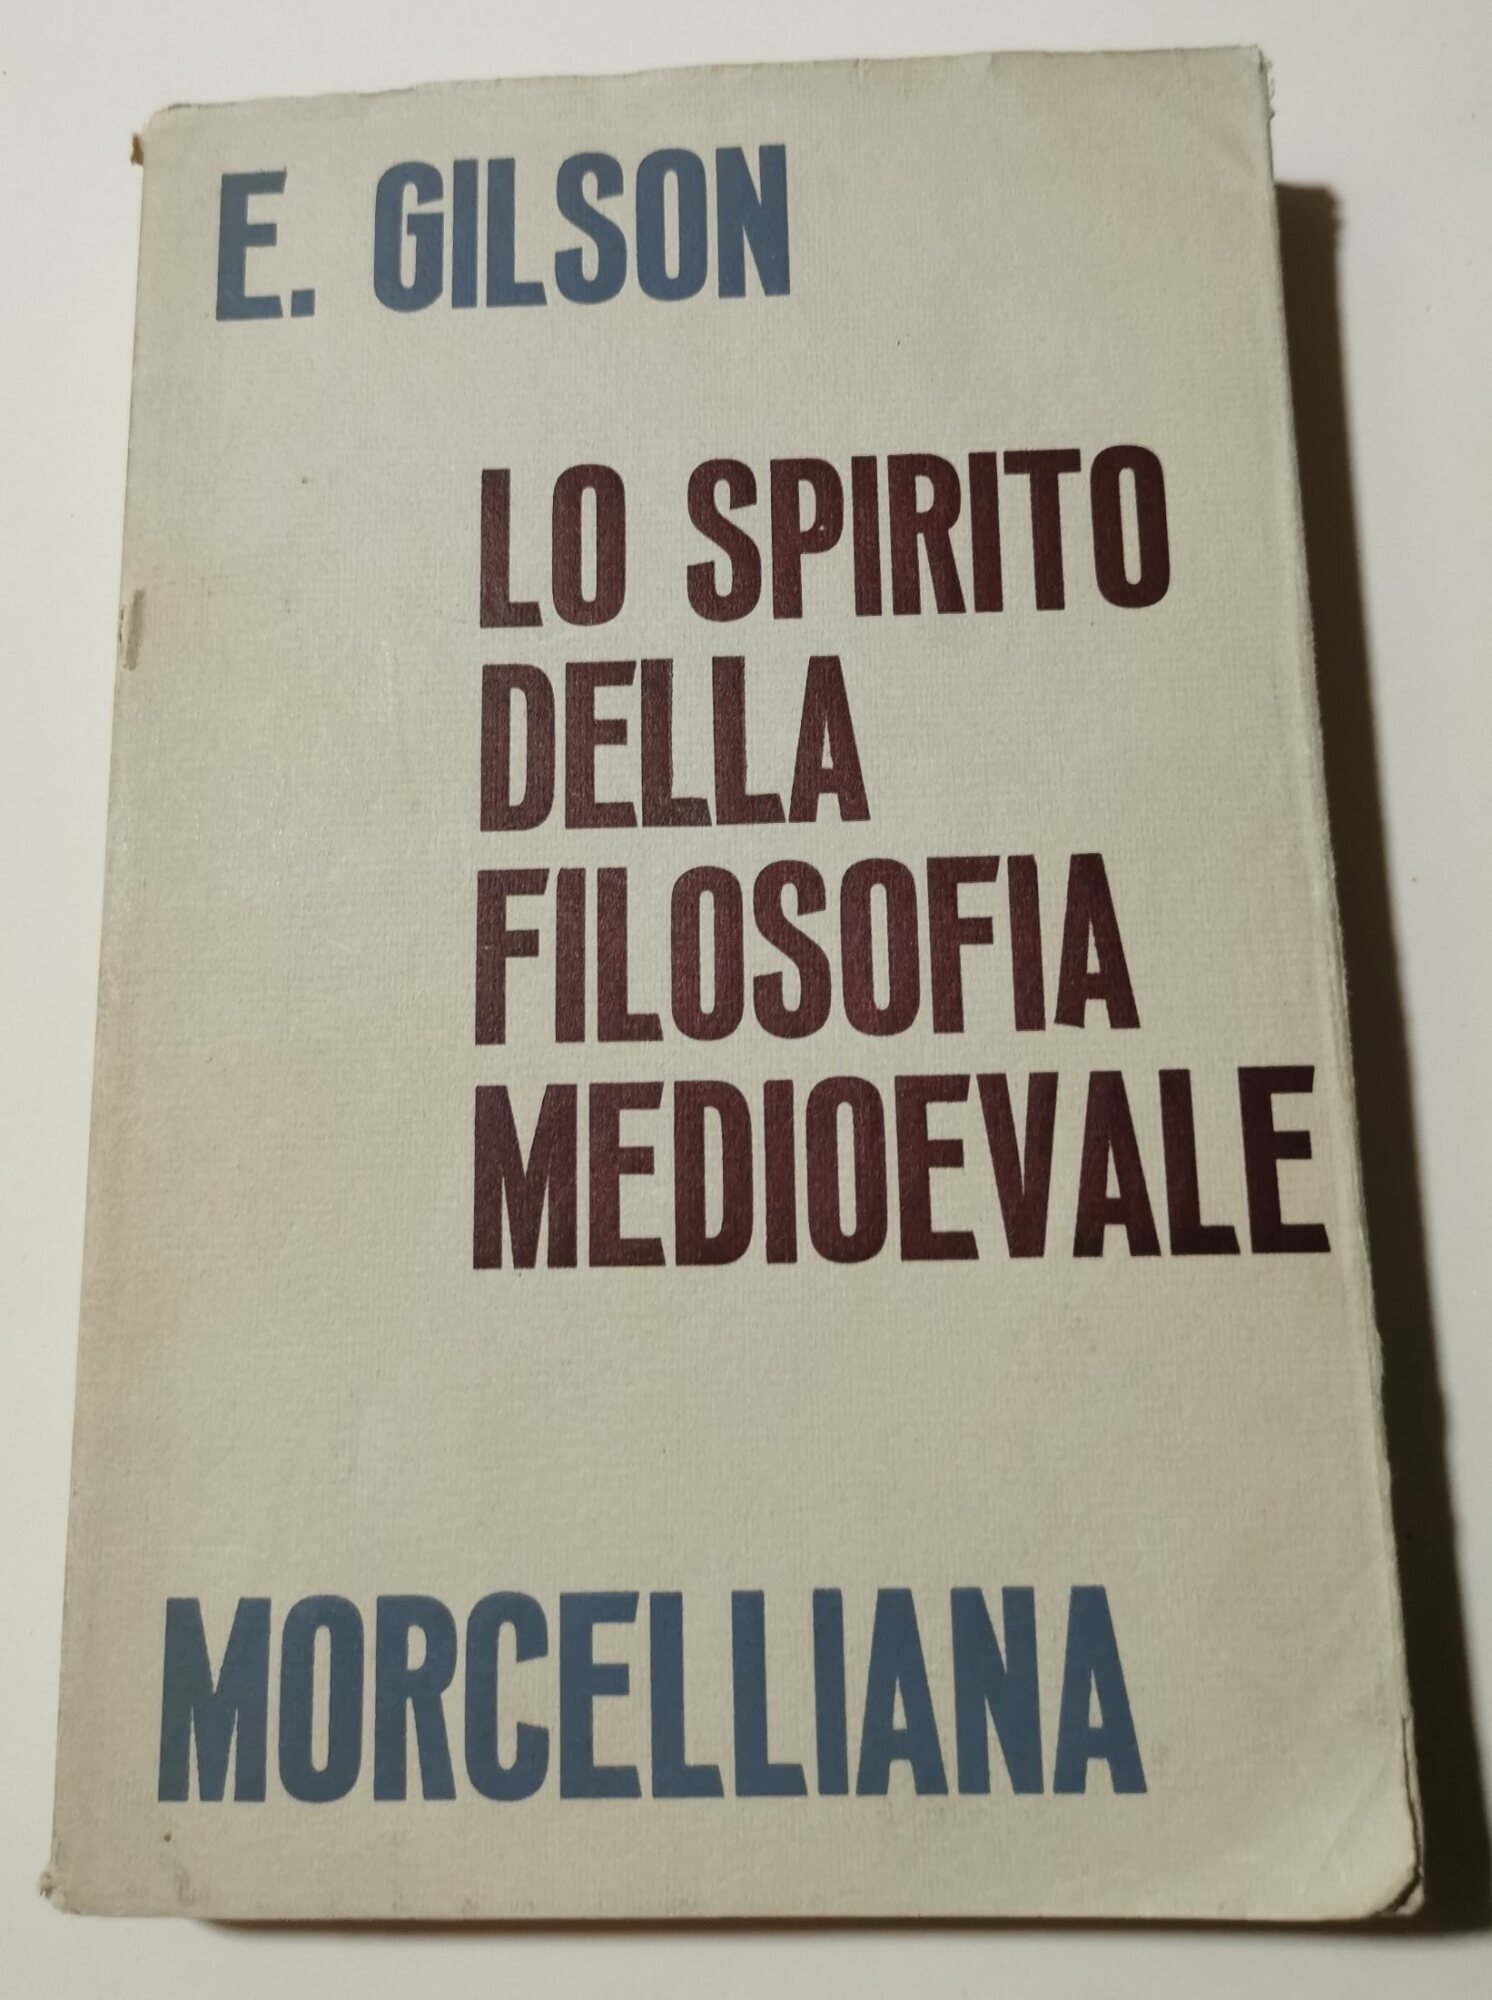 E. GILSON
LO SPIRITO
DELLA
FILOSOFIA
MEDIOEVALE
MORCELLIANA